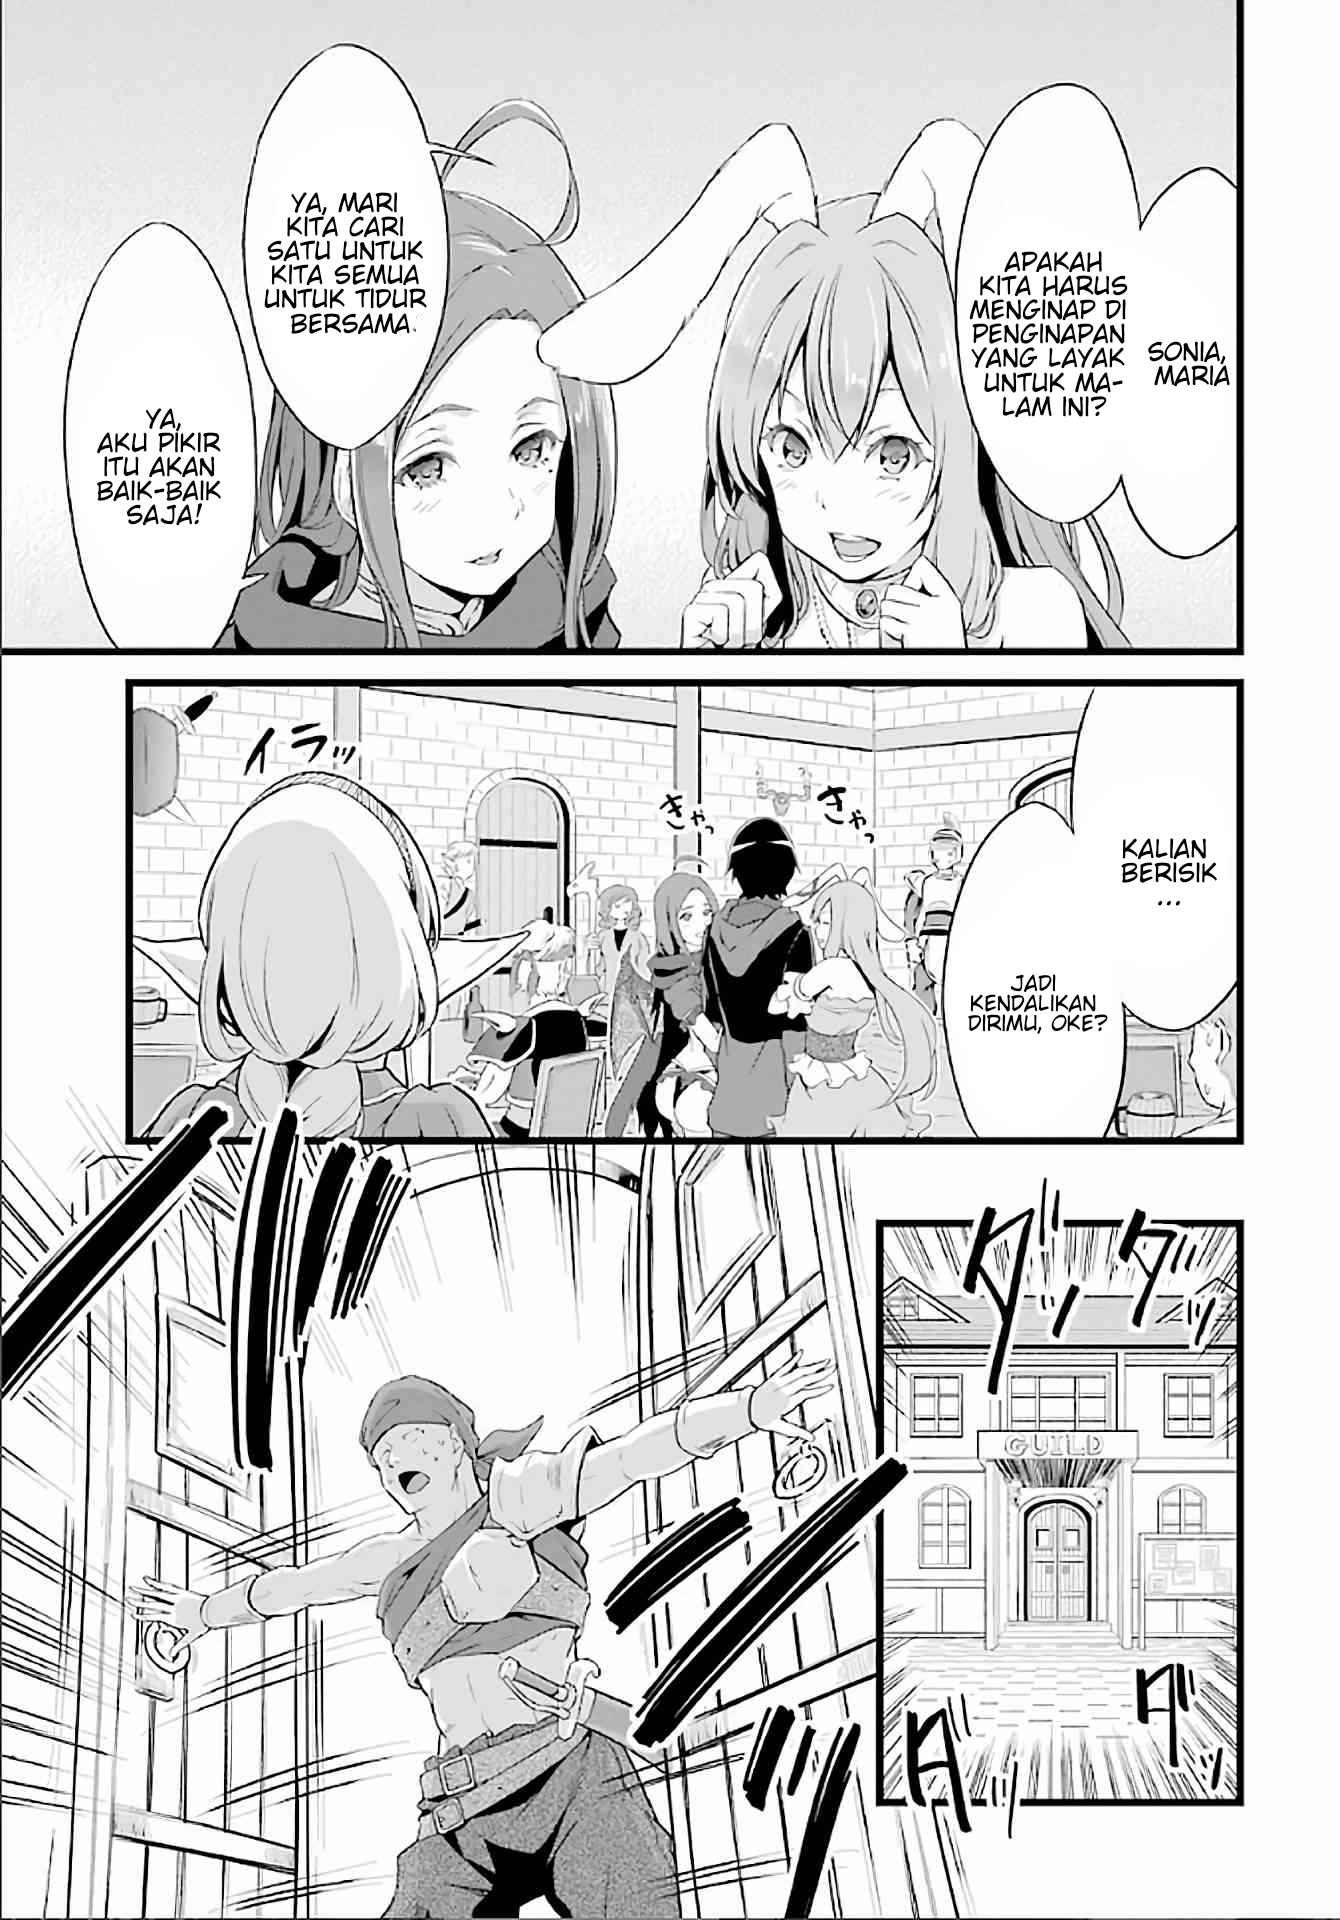 SONIA,
MARIA
APAKAH
KITA HARUS
MENGINAP DI
PENGINAPAN
YANG LAYAK
UNTUK MA-
LAM INI?
YA, MARI
KITA CARI
SATU UNTUK
KITA SEMUA
UNTUK TIDUR
BERSAMA.
YA,
AKU PIKIR
ITU AKAN
BAIK-BAIK
SAJA!
KALIAN
BERISIK
...
JADI
KENDALIKAN
DIRIMU, OKE?
きゃっ
きゃっ
イラッ
ダッ
ダッ
GUILD
ダッ
ダッ